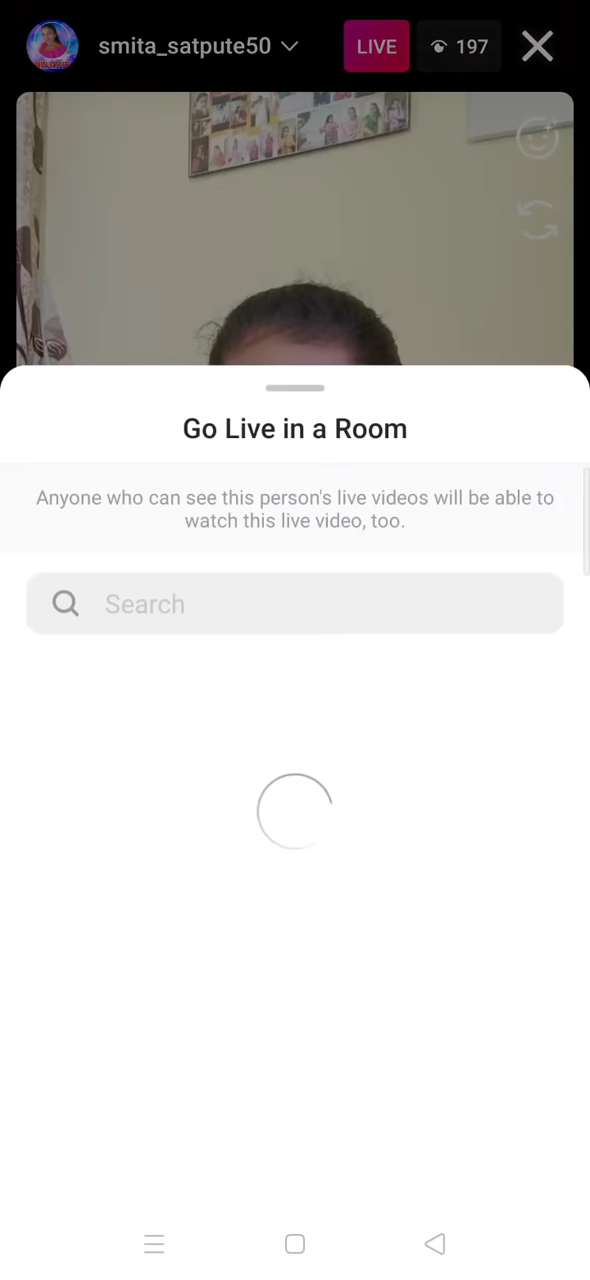 smita_satpute50
LIVE
197
Go Live in a Room
Anyone who can see this person's live videos will be able to
watch this live video, too.
Search